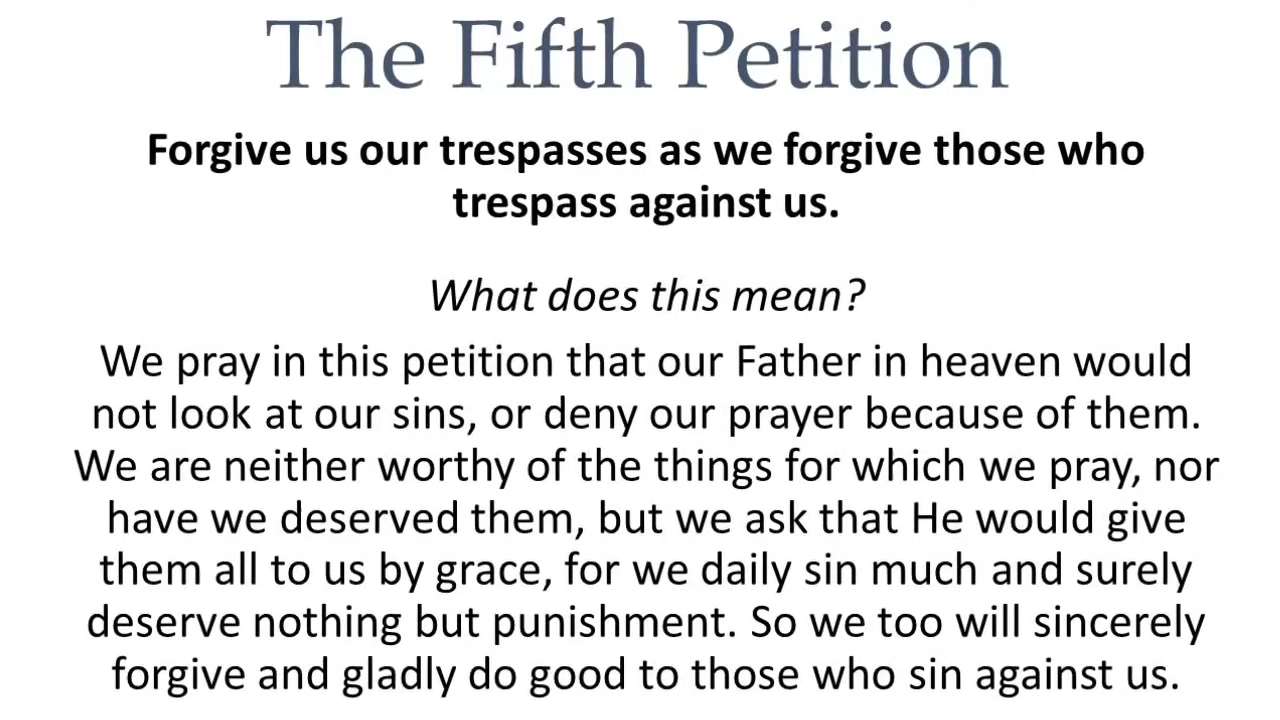 The Fifth Petition
Forgive us our trespasses as we forgive those who
trespass against us.
What does this mean?
We pray in this petition that our Father in heaven would
not look at our sins, or deny our prayer because of them.
We are neither worthy of the things for which we pray, nor
have we deserved them, but we ask that He would give
them all to us by grace, for we daily sin much and surely
deserve nothing but punishment. So we too will sincerely
forgive and gladly do good to those who sin against us.